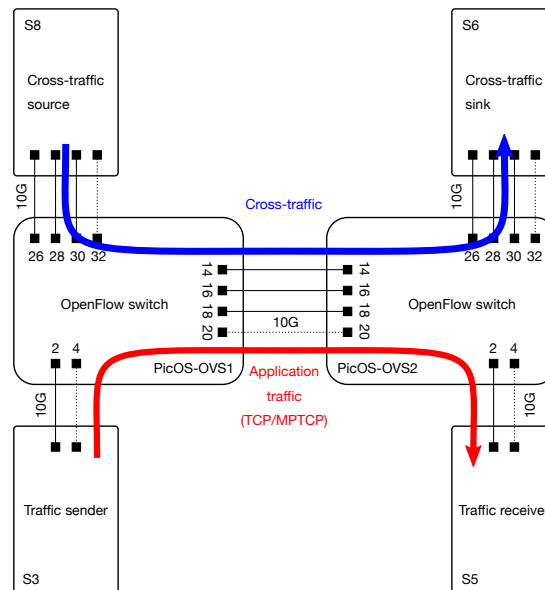 S8
S6
Cross-traffic
source
Cross-traffic
sink
10G
10G
Cross-traffic
26 28 30 32
26 28 30 32
14
14
16
16
OpenFlow switch
OpenFlow switch
18
18
10G
20
20
2 4
2 4
PicOS-OVS1
PicOS-OVS2
Application
traffic
(TCP/MPTCP)
10G
10G
Traffic sender
Traffic receiver
S3
S5